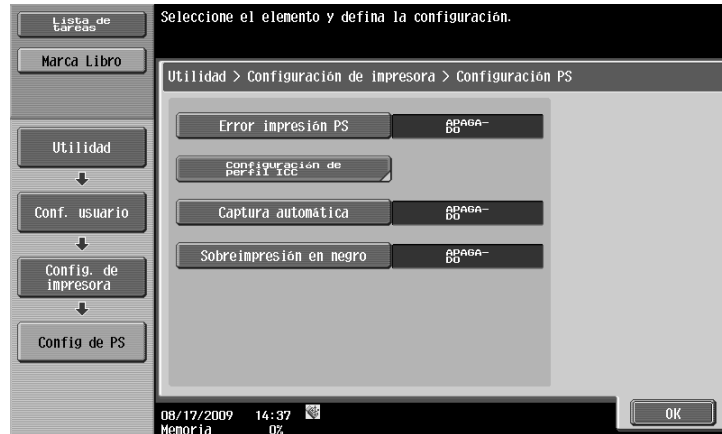 Lista de
tareas
Marca Libro
Seleccione el elemento y defina la configuración.
Utilidad > Configuración de impresora > Configuración PS
Utilidad
Conf. usuario
Config. de
impresora
Config de PS
Error impresión PS
APAGA-
DO
Configuración de
perfil ICC
Captura automática
APAGA-
DO
Sobreimpresión en negro
APAGA-
DO
08/17/2009 14:37
Memoria 0%
OK